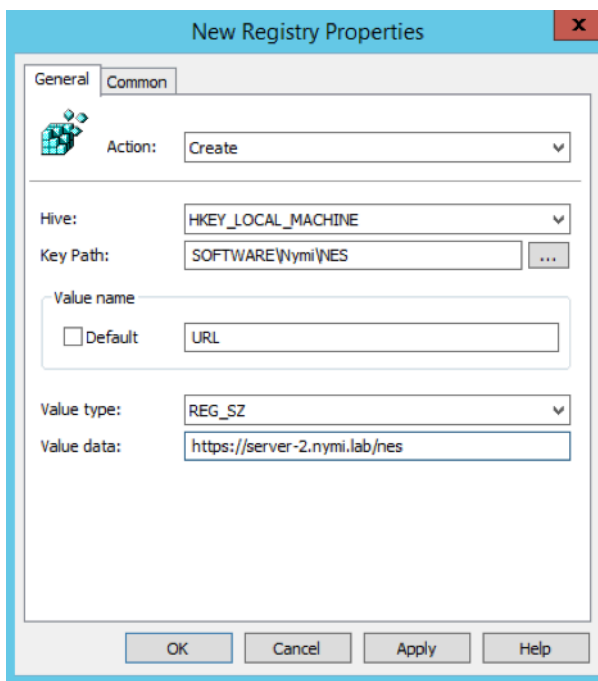 New Registry Properties
x
General Common
Action: Create
Hive: HKEY_LOCAL_MACHINE
Key Path: SOFTWARE\Nymi\NES ...
Value name
Default URL
Value type: REG_SZ
Value data: https://server-2.nymi.lab/nes
OK Cancel Apply Help